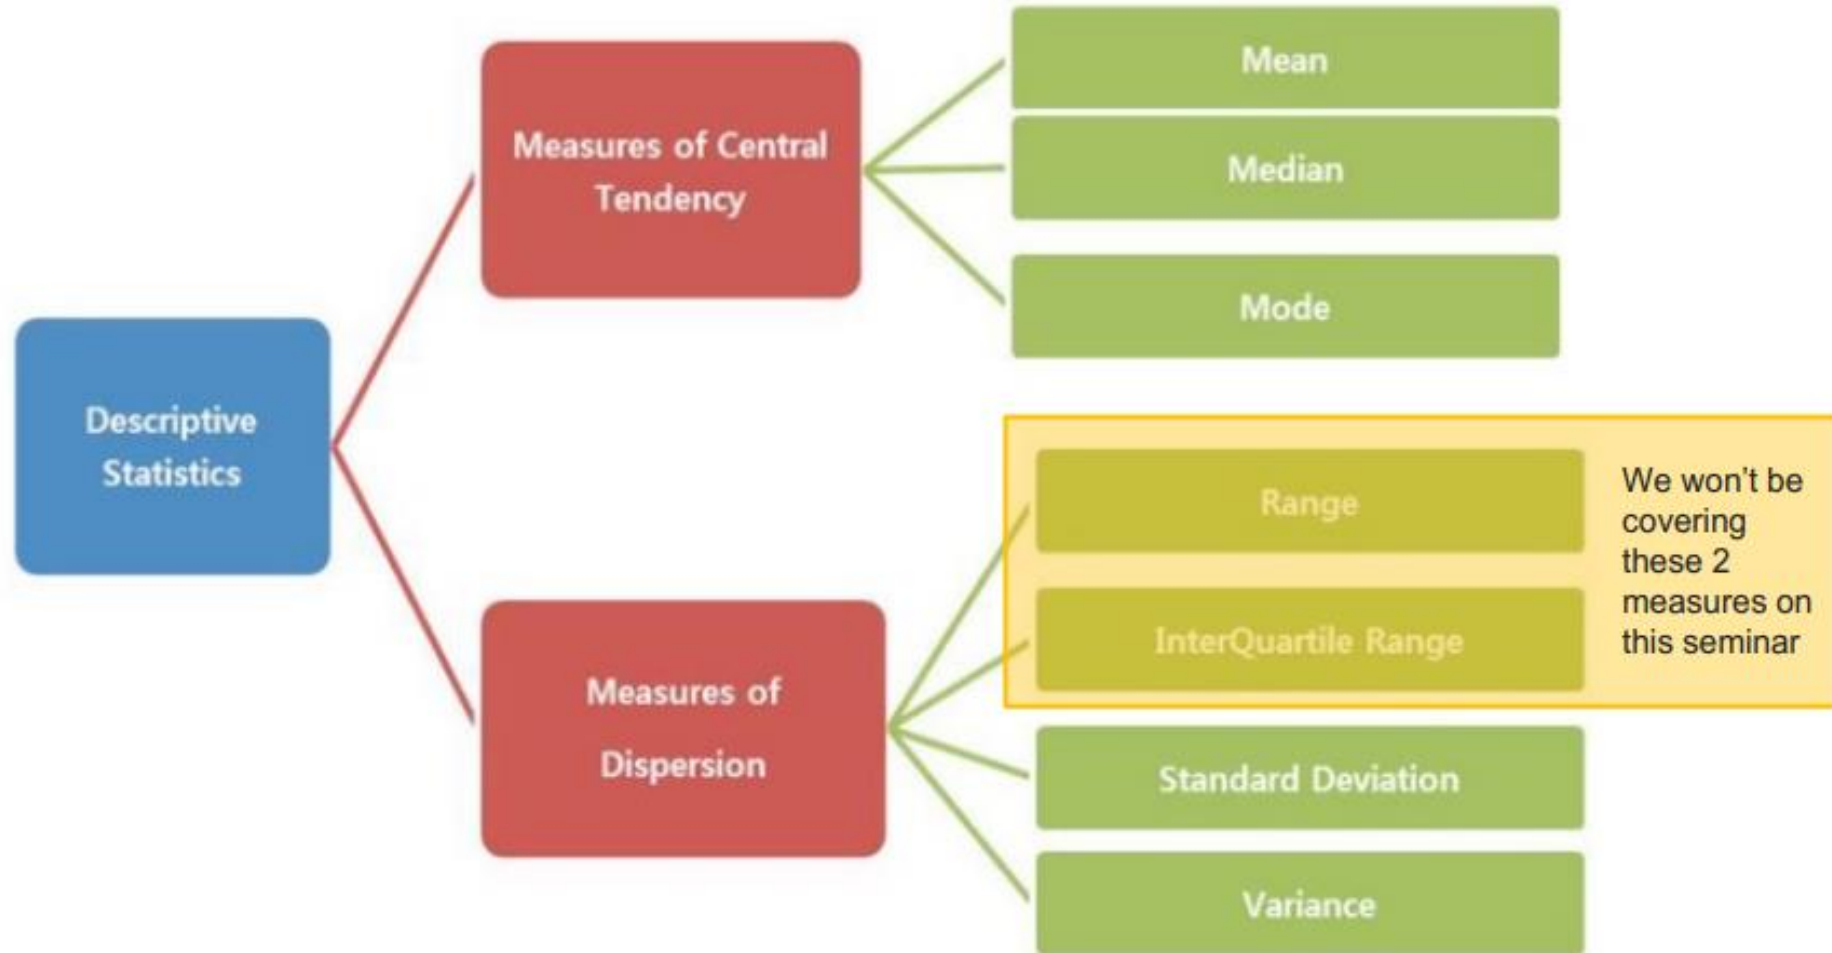 Descriptive
Statistics
Measures of Central
Tendency
Mean
Median
Mode
Measures of
Dispersion
Range
InterQuartile Range
Standard Deviation
Variance
We won't be
covering
these 2
measures on
this seminar